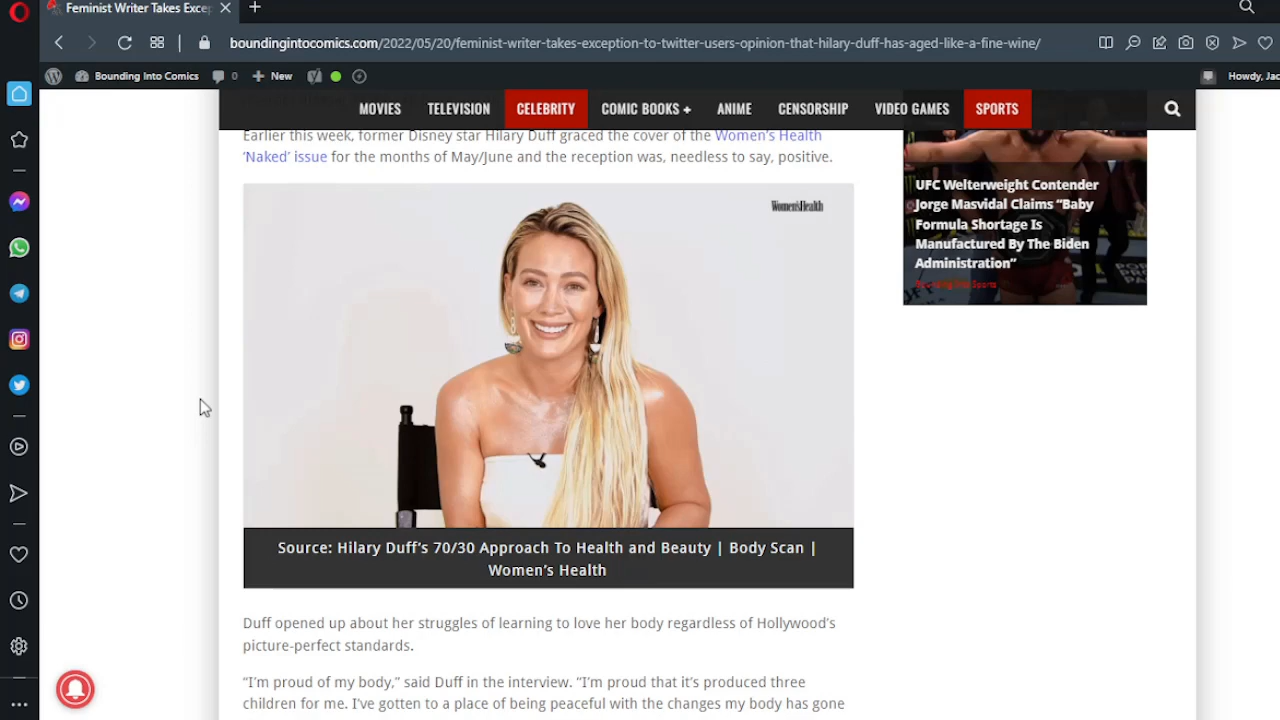 Feminist Writer Takes Excep
boundingintocomics.com/2022/05/20/feminist-writer-takes-exception-to-twitter-users-opinion-that-hilary-duff-has-aged-like-a-fine-wine/
Bounding Into Comics 0 New Howdy, Jac
MOVIES TELEVISION CELEBRITY COMIC BOOKS + ANIME CENSORSHIP VIDEO GAMES SPORTS
Earlier this week, former Disney star Hilary Duff graced the cover of the Women's Health
'Naked' issue for the months of May/June and the reception was, needless to say, positive.
Women'sHealth
Source: Hilary Duff's 70/30 Approach To Health and Beauty | Body Scan |
Women's Health
Duff opened up about her struggles of learning to love her body regardless of Hollywood's
picture-perfect standards.
“I'm proud of my body,” said Duff in the interview. “I'm proud that it's produced three
children for me. I've gotten to a place of being peaceful with the changes my body has gone
UFC Welterweight Contender
Jorge Masvidal Claims “Baby
Formula Shortage Is
Manufactured By The Biden
Administration”
Bounding Into Sports